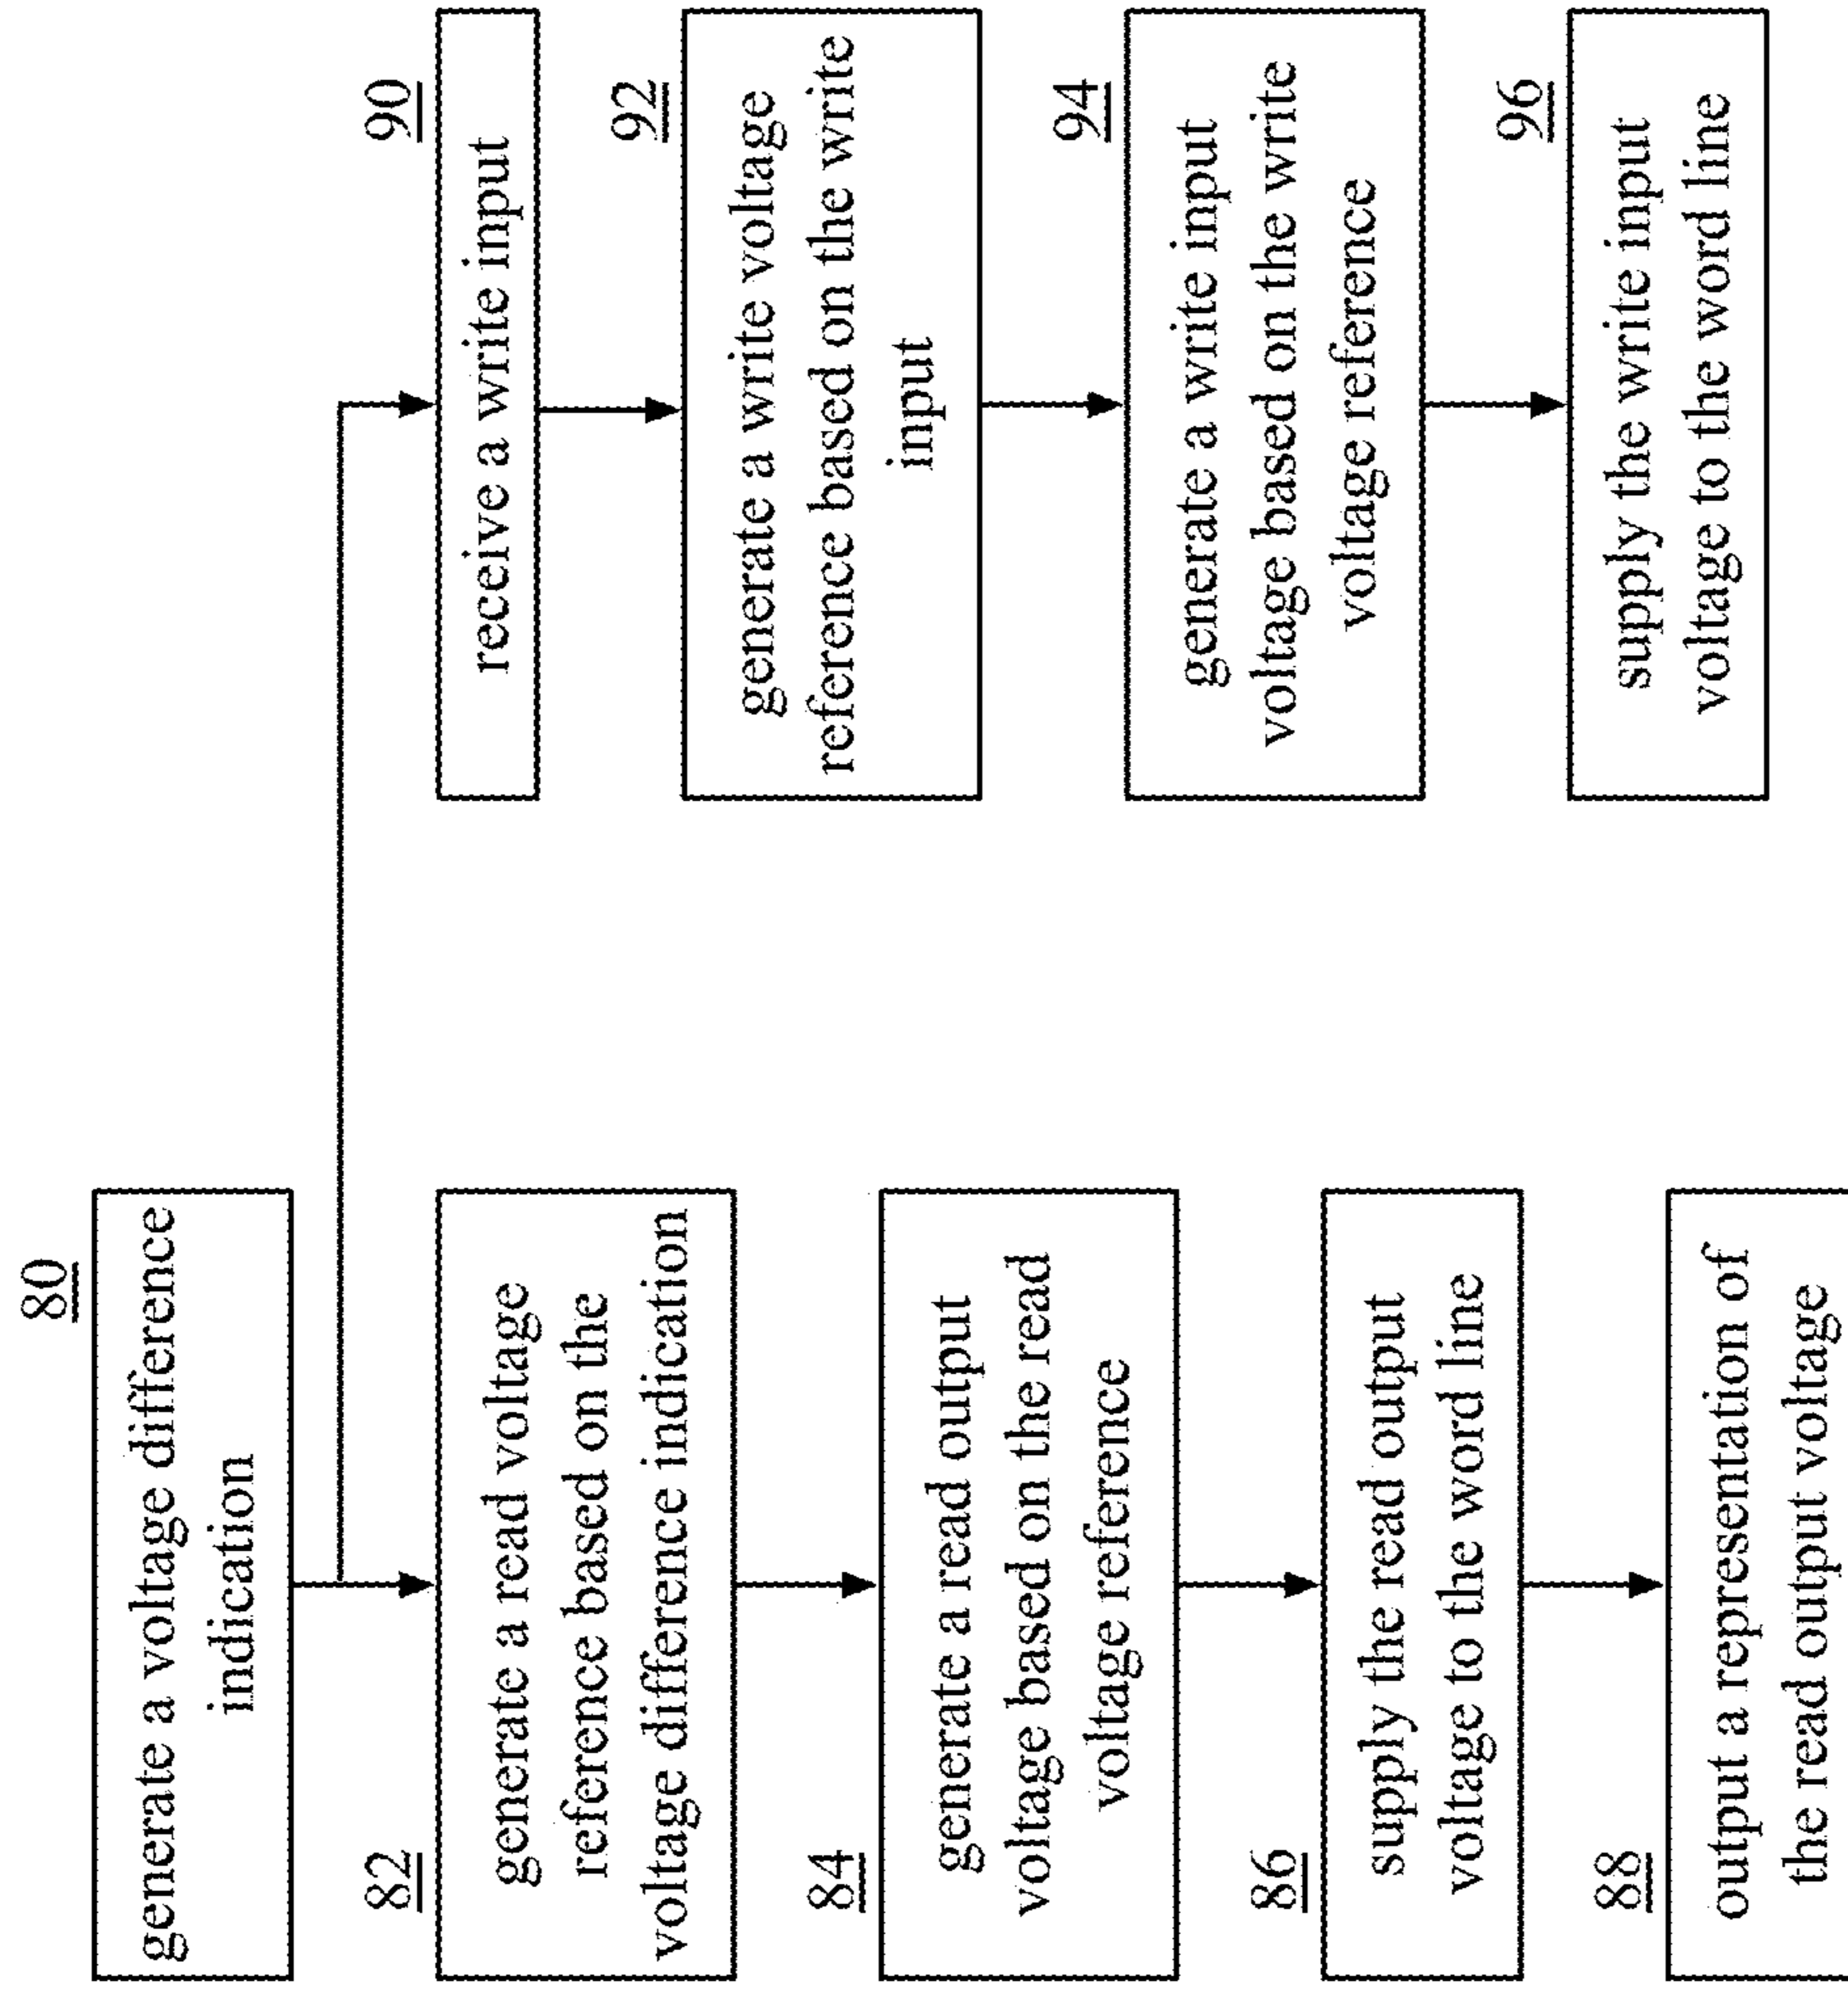 80
generate a voltage difference
indication
82
generate a read voltage
reference based on the
voltage difference indication
84
generate a read output
voltage based on the read
voltage reference
86
supply the read output
voltage to the word line
88
output a representation of
the read output voltage
90
receive a write input
92
generate a write voltage
reference based on the write
input
94
generate a write input
voltage based on the write
voltage reference
96
supply the write input
voltage to the word line